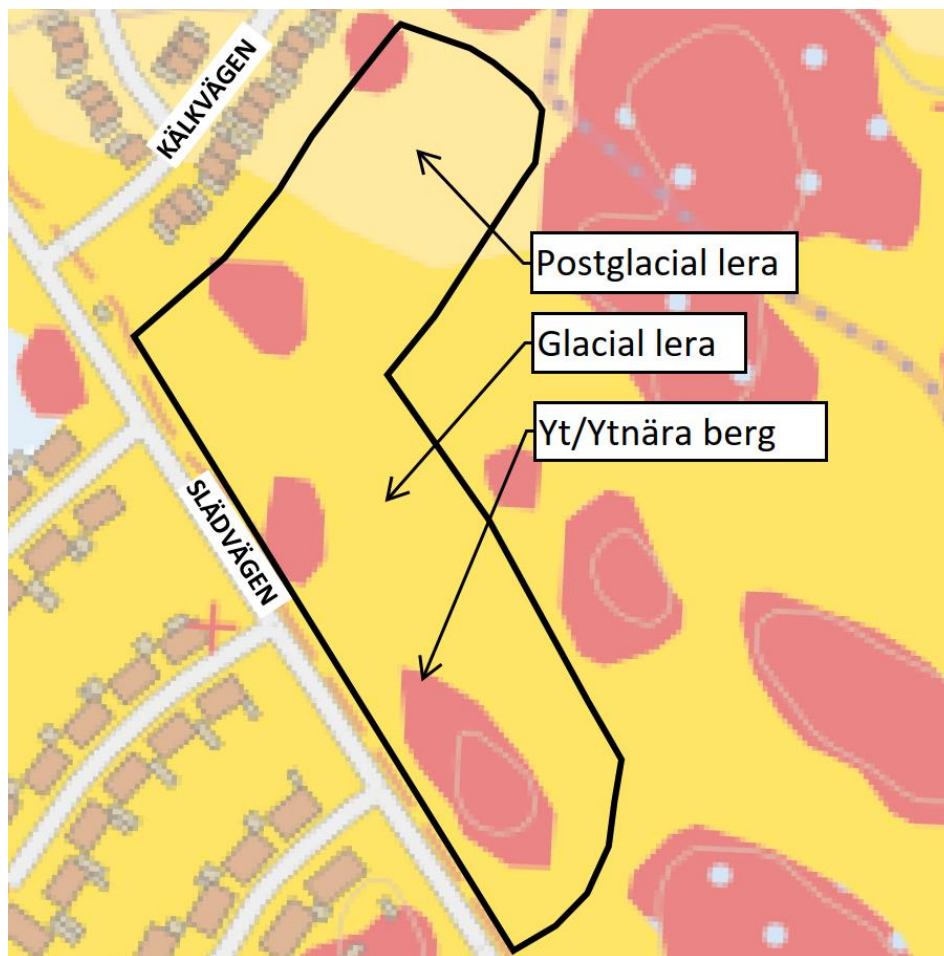 KÄLKVÄGEN
Postglacial lera
Glacial lera
Yt/Ytnära berg
SLÄDVÄGEN